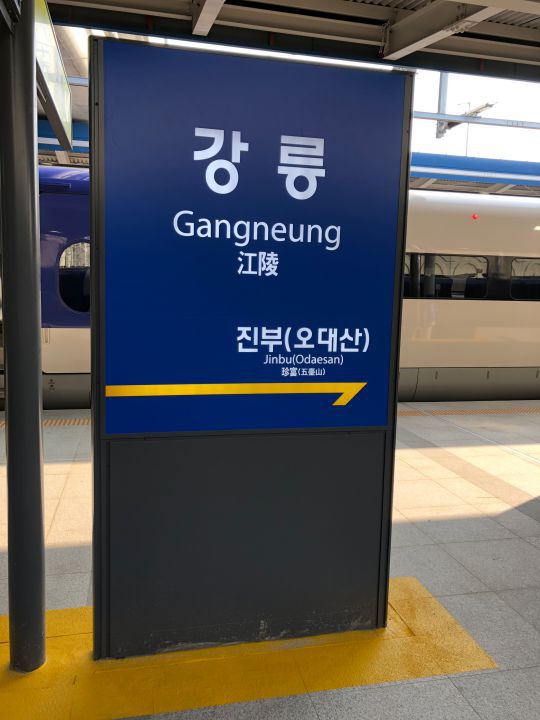 강릉
Gangneung
江陵
진부(오대산)
Jinbu(Odaesan)
珍富(五臺山)